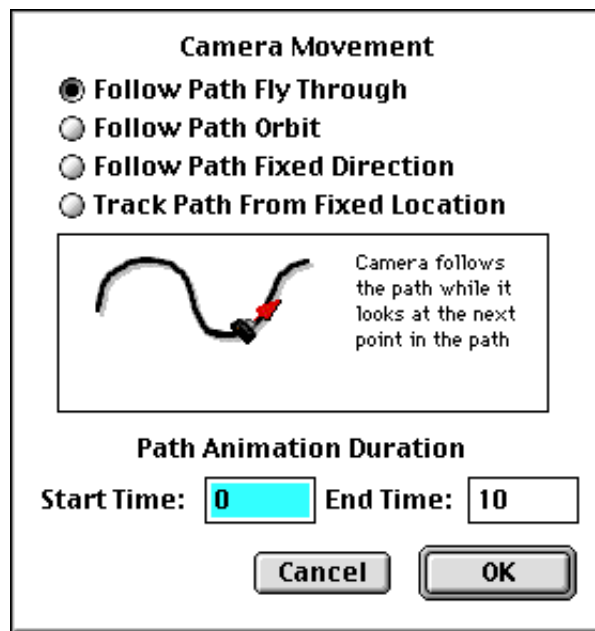 Camera Movement
Follow Path Fly Through
Follow Path Orbit
Follow Path Fixed Direction
Track Path From Fixed Location
Camera follows
the path while it
looks at the next
point in the path
Path Animation Duration
Start Time: 0 End Time: 10
Cancel OK